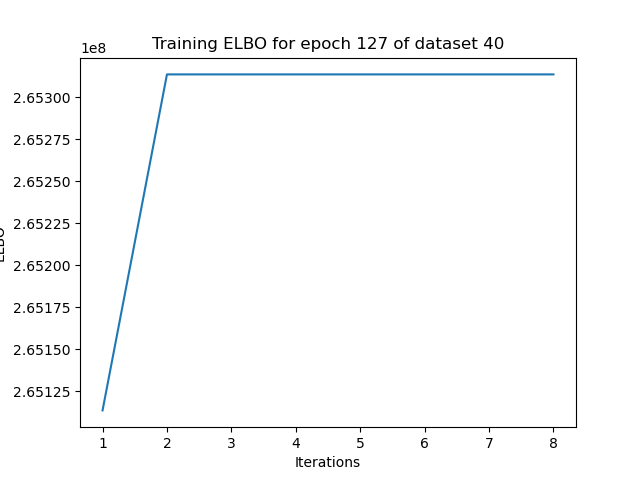 Training ELBO for epoch 127 of dataset 40
1e8
2.65300
2.65275
2.65250
2.65225
2.65200
2.65175
2.65150
2.65125
ELBO
1 2 3 4 5 6 7 8
Iterations